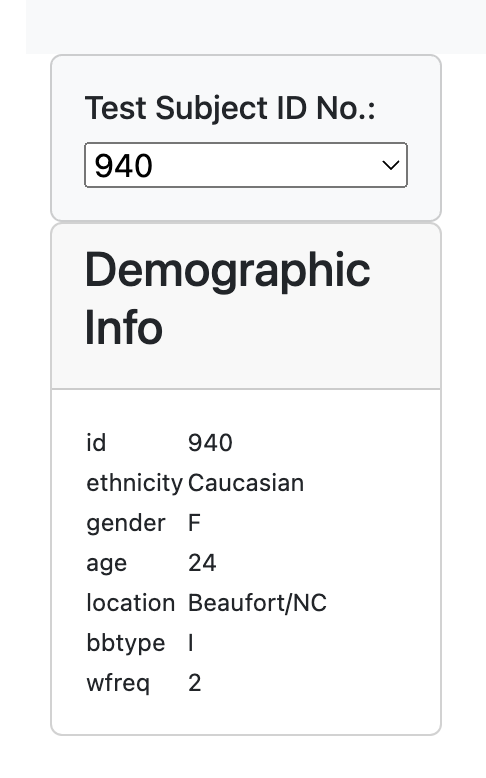 Test Subject ID No.:
940
Demographic
Info
id 940
ethnicity Caucasian
gender F
age 24
location Beaufort/NC
bbtype I
wfreq 2